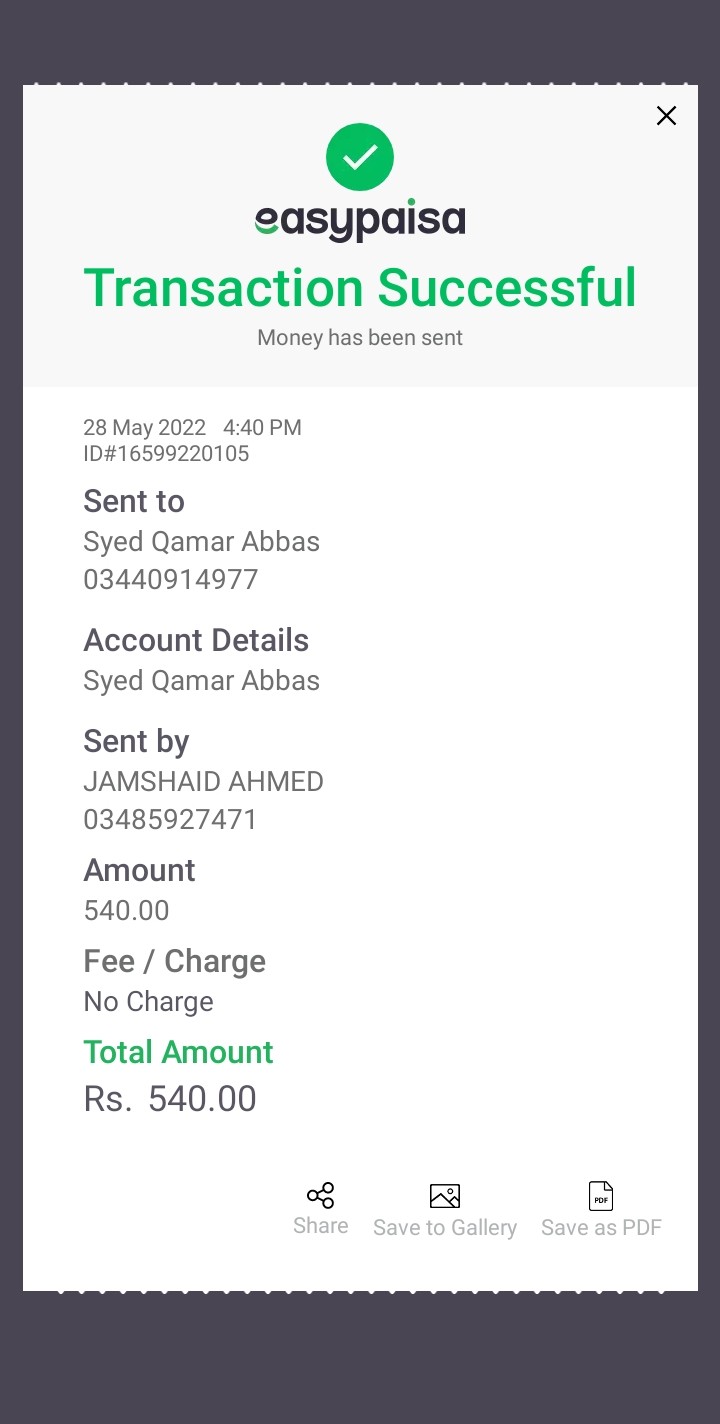 easypaisa
Transaction Successful
Money has been sent
28 May 2022 4:40 PM
ID#16599220105
Sent to
Syed Qamar Abbas
03440914977
Account Details
Syed Qamar Abbas
Sent by
JAMSHAID AHMED
03485927471
Amount
540.00
Fee / Charge
No Charge
Total Amount
Rs. 540.00
PDF
Share Save to Gallery Save as PDF